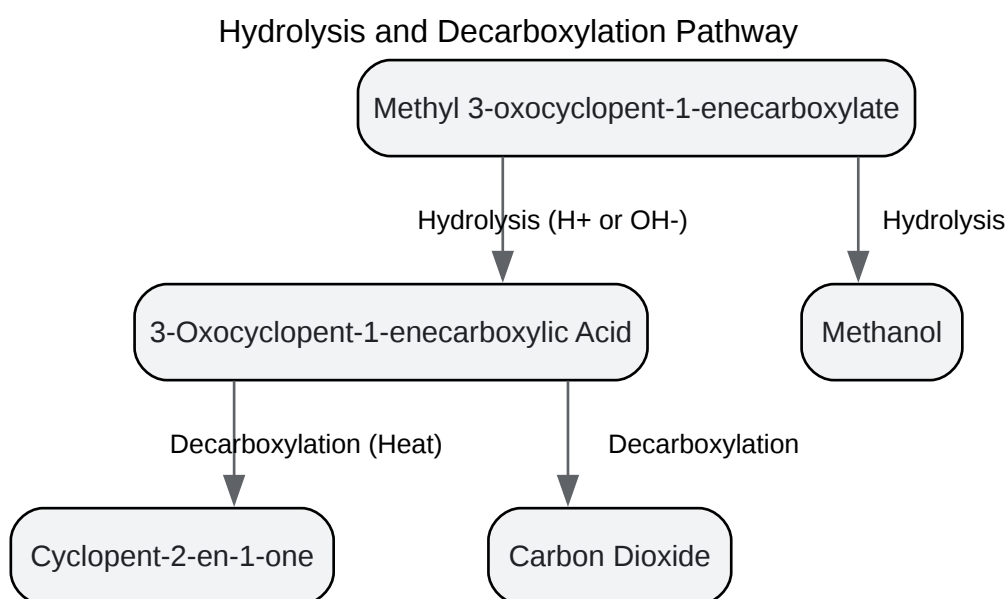 Hydrolysis and Decarboxylation Pathway
Methyl 3-oxocyclopent-1-enecarboxylate
Hydrolysis (H+ or OH-)
Hydrolysis
3-Oxocyclopent-1-enecarboxylic Acid
Methanol
Decarboxylation (Heat)
Decarboxylation
Cyclopent-2-en-1-one
Carbon Dioxide